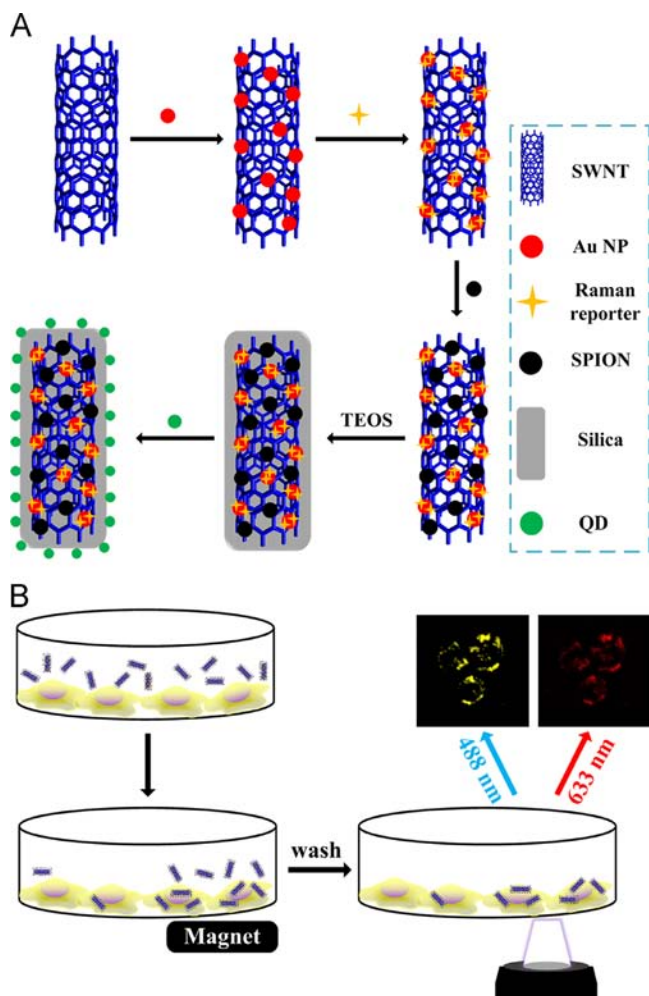 A
SWNT
Au NP
Raman
reporter
SPION
TEOS
Silica
QD
B
488 nm
633 nm
wash
Magnet